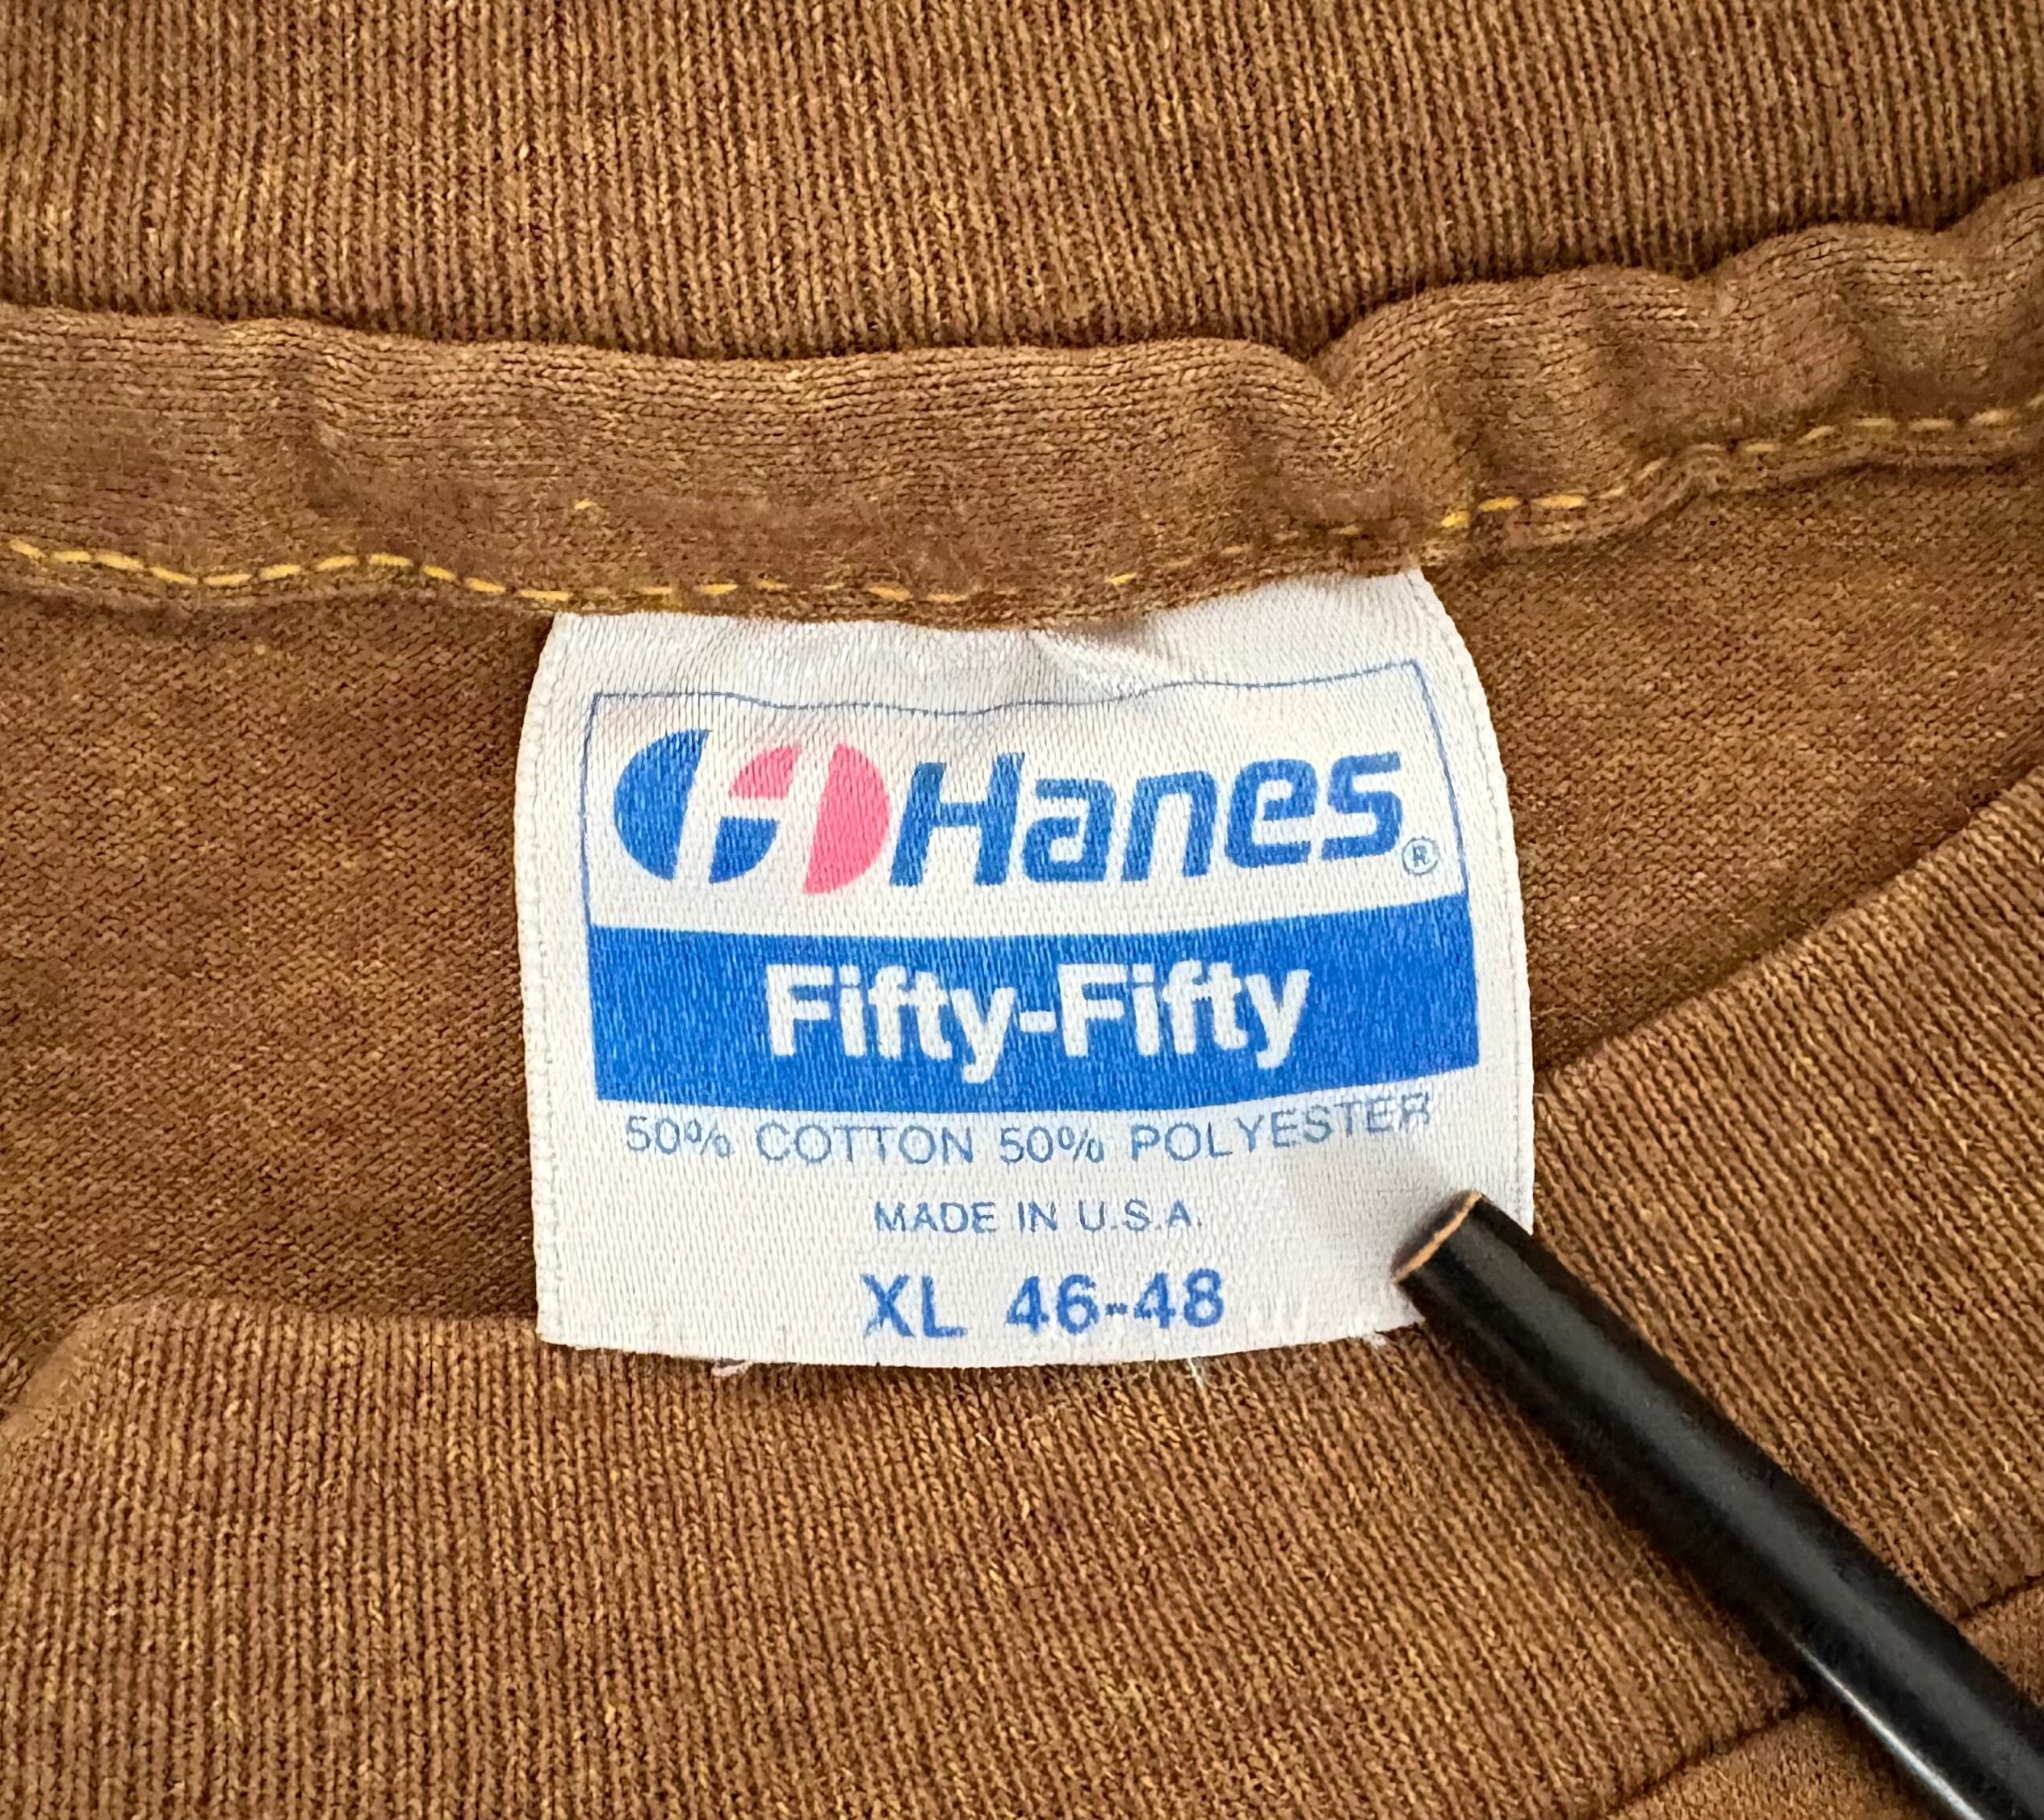 Hanes®
Fifty-Fifty
50% COTTON 50% POLYESTER
MADE IN U.S.A.
XL 46-48